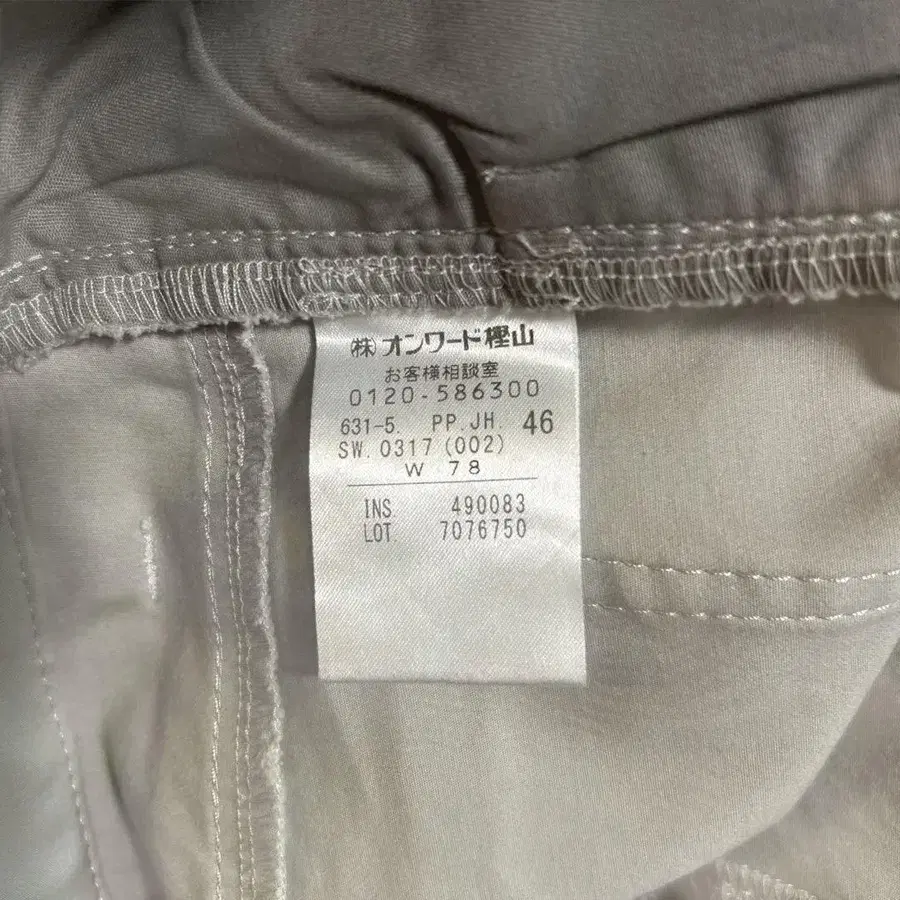 ㈱オンワード樫山
お客様相談室
0120-586300
631-5. PP.JH. 46
SW. 0317 (002)
W 78
INS. 490083
LOT. 7076750